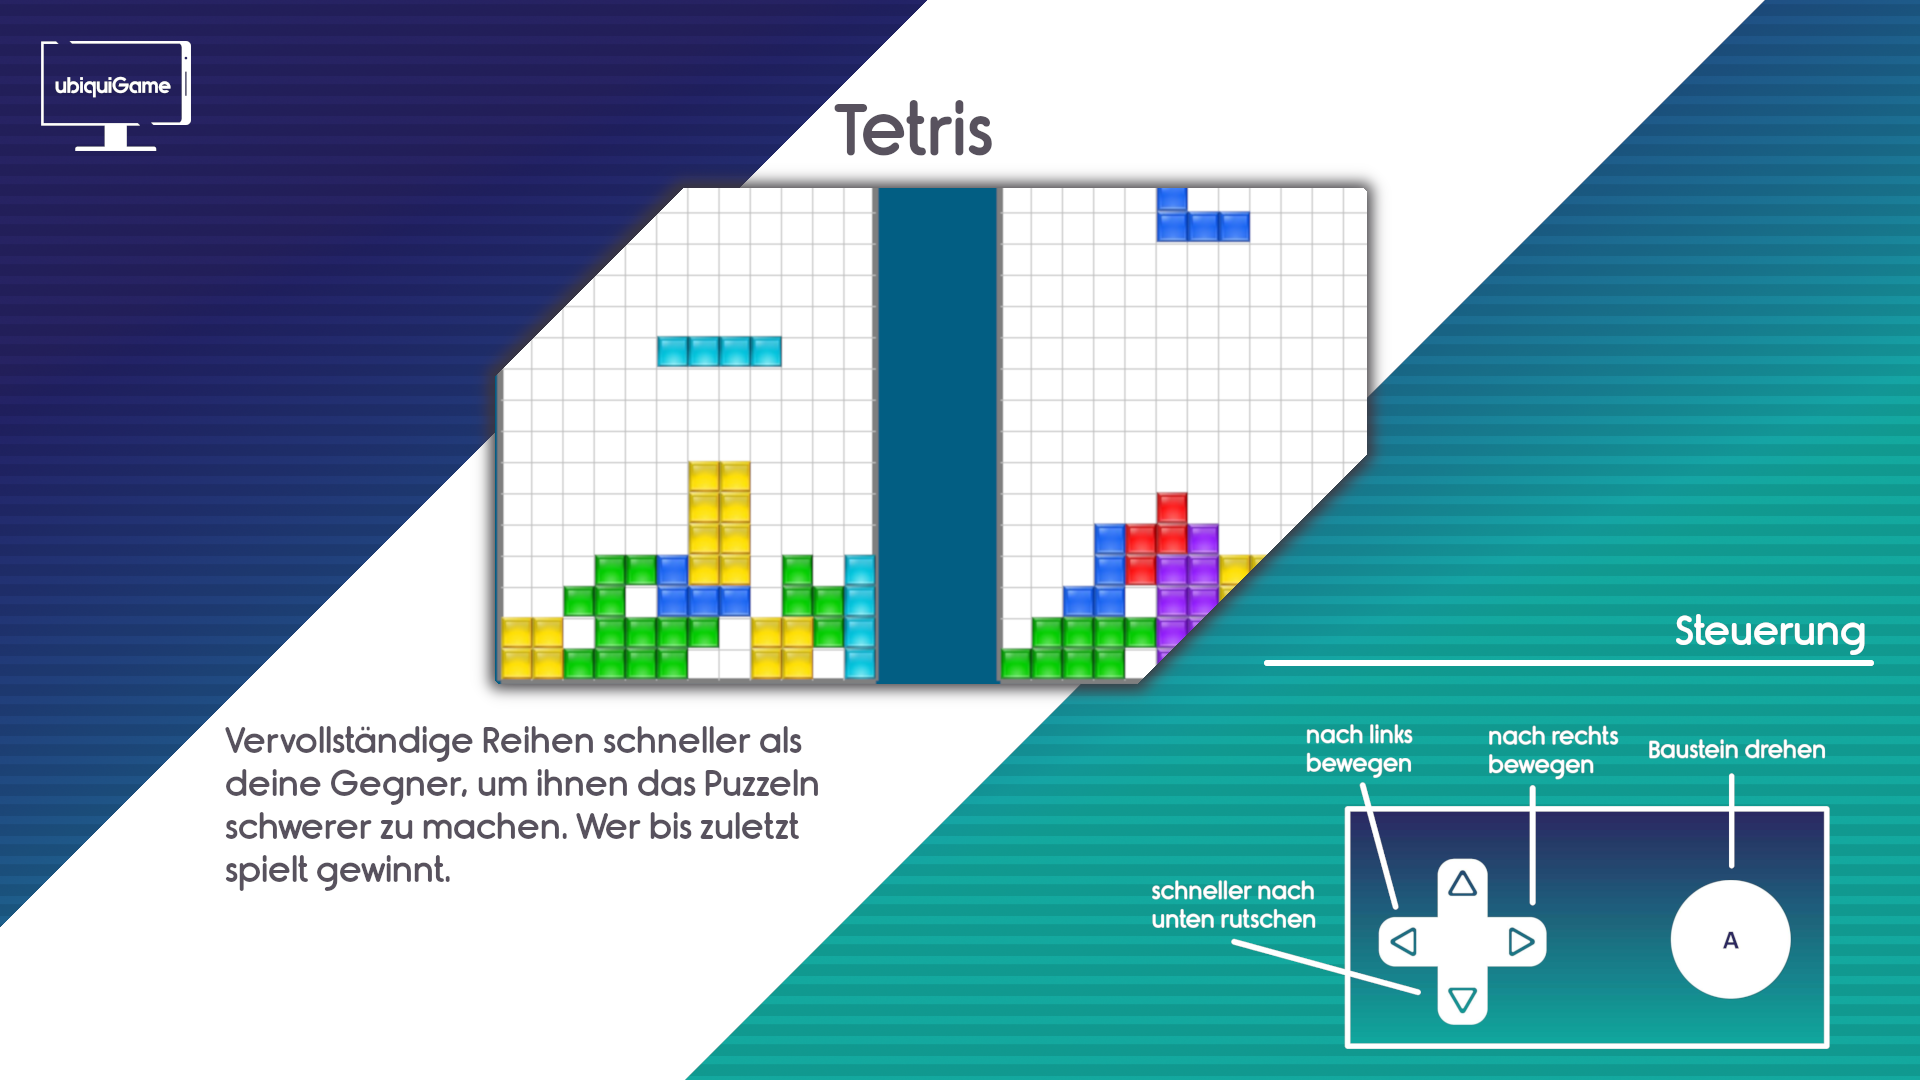 ubiquiGame
Tetris
Vervollständige Reihen schneller als
deine Gegner, um ihnen das Puzzeln
schwerer zu machen. Wer bis zuletzt
spielt gewinnt.
Steuerung
nach links
bewegen
nach rechts
bewegen
Baustein drehen
schneller nach
unten rutschen
A